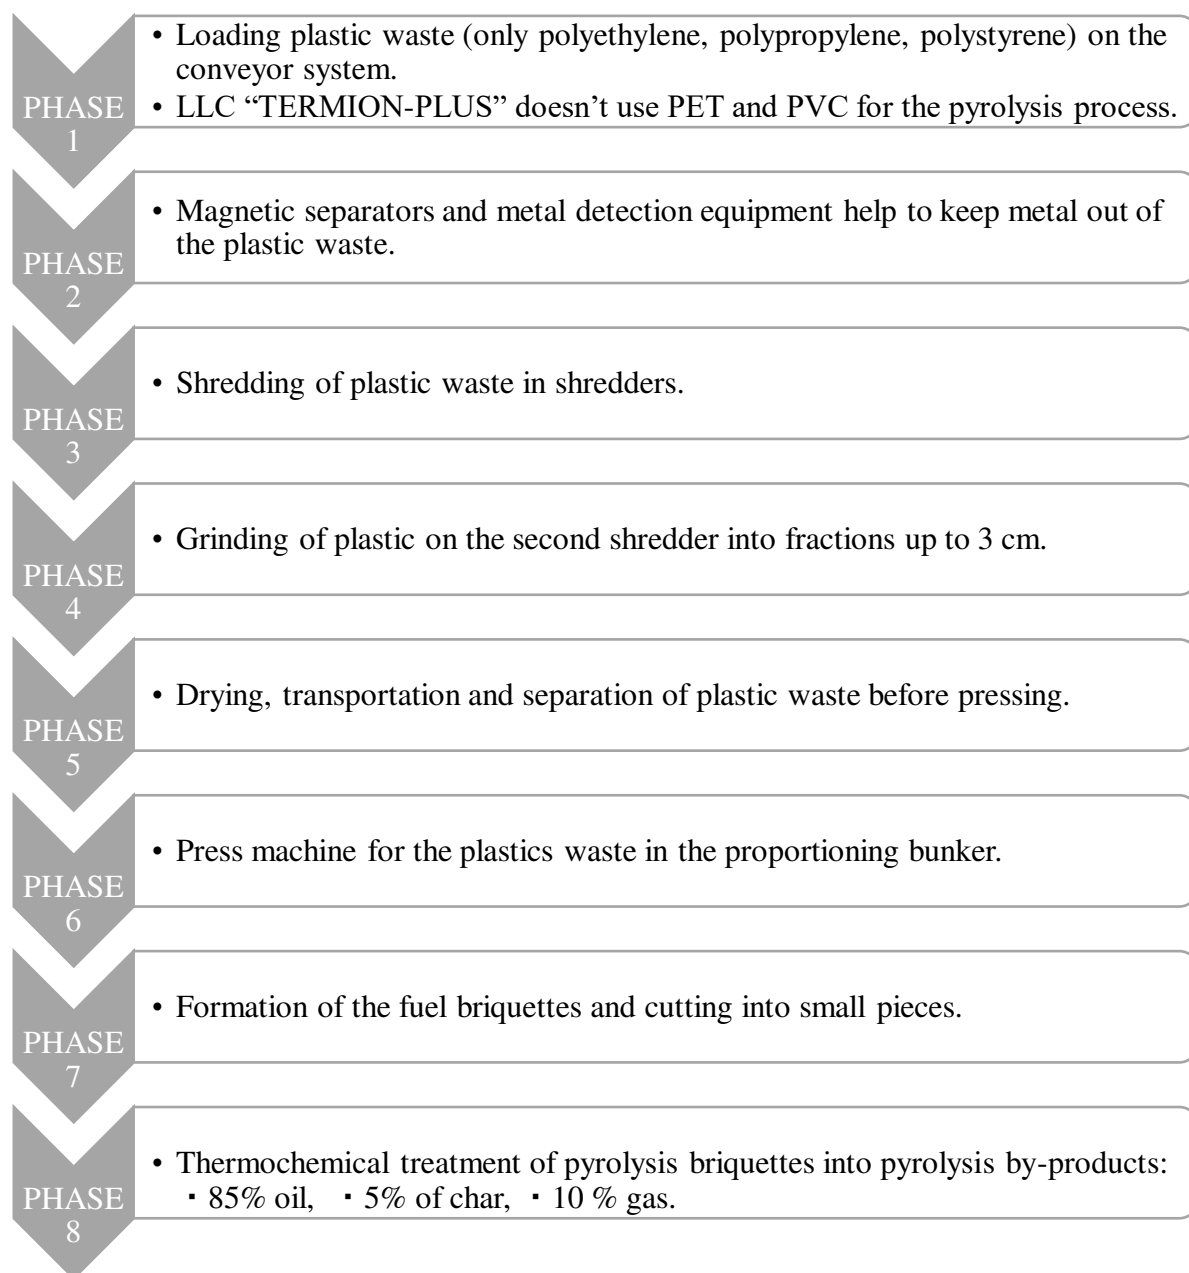 PHASE
1
• Loading plastic waste (only polyethylene, polypropylene, polystyrene) on the
conveyor system.
• LLC “TERMION-PLUS” doesn’t use PET and PVC for the pyrolysis process.
PHASE
2
• Magnetic separators and metal detection equipment help to keep metal out of
the plastic waste.
PHASE
3
• Shredding of plastic waste in shredders.
PHASE
4
• Grinding of plastic on the second shredder into fractions up to 3 cm.
PHASE
5
• Drying, transportation and separation of plastic waste before pressing.
PHASE
6
• Press machine for the plastics waste in the proportioning bunker.
PHASE
7
• Formation of the fuel briquettes and cutting into small pieces.
PHASE
8
• Thermochemical treatment of pyrolysis briquettes into pyrolysis by-products:
▪ 85% oil, ▪ 5% of char, ▪ 10 % gas.